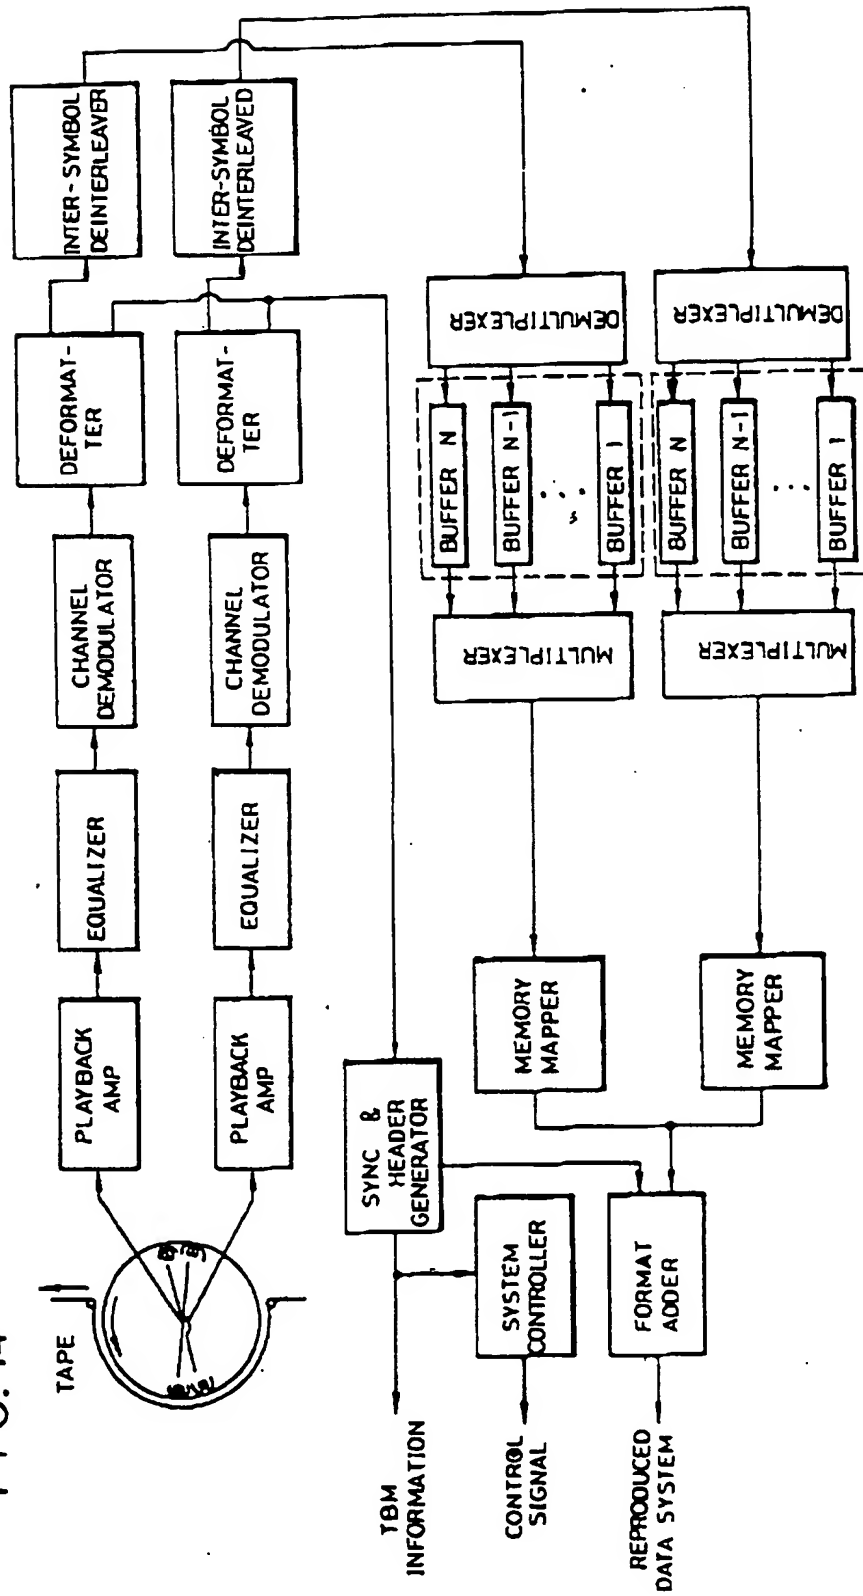 TAPE
PLAYBACK
AMP
EQUALIZER
CHANNEL
DEMODULATOR
DEFORMAT-
TER
INTER-SYMBOL
DEINTERLEAVER
PLAYBACK
AMP
EQUALIZER
CHANNEL
DEMODULATOR
DEFORMAT-
TER
INTER-SYMBOL
DEINTERLEAVED
TBM
INFORMATION
SYNC &
HEADER
GENERATOR
CONTROL
SIGNAL
SYSTEM
CONTROLLER
REPRODUCED
DATA SYSTEM
FORMAT
ADDER
MEMORY
MAPPER
MULTIPLEXER
BUFFER N
BUFFER N-1
BUFFER 1
DEMULTIPLEXER
MEMORY
MAPPER
MULTIPLEXER
BUFFER N
BUFFER N-1
BUFFER 1
DEMULTIPLEXER